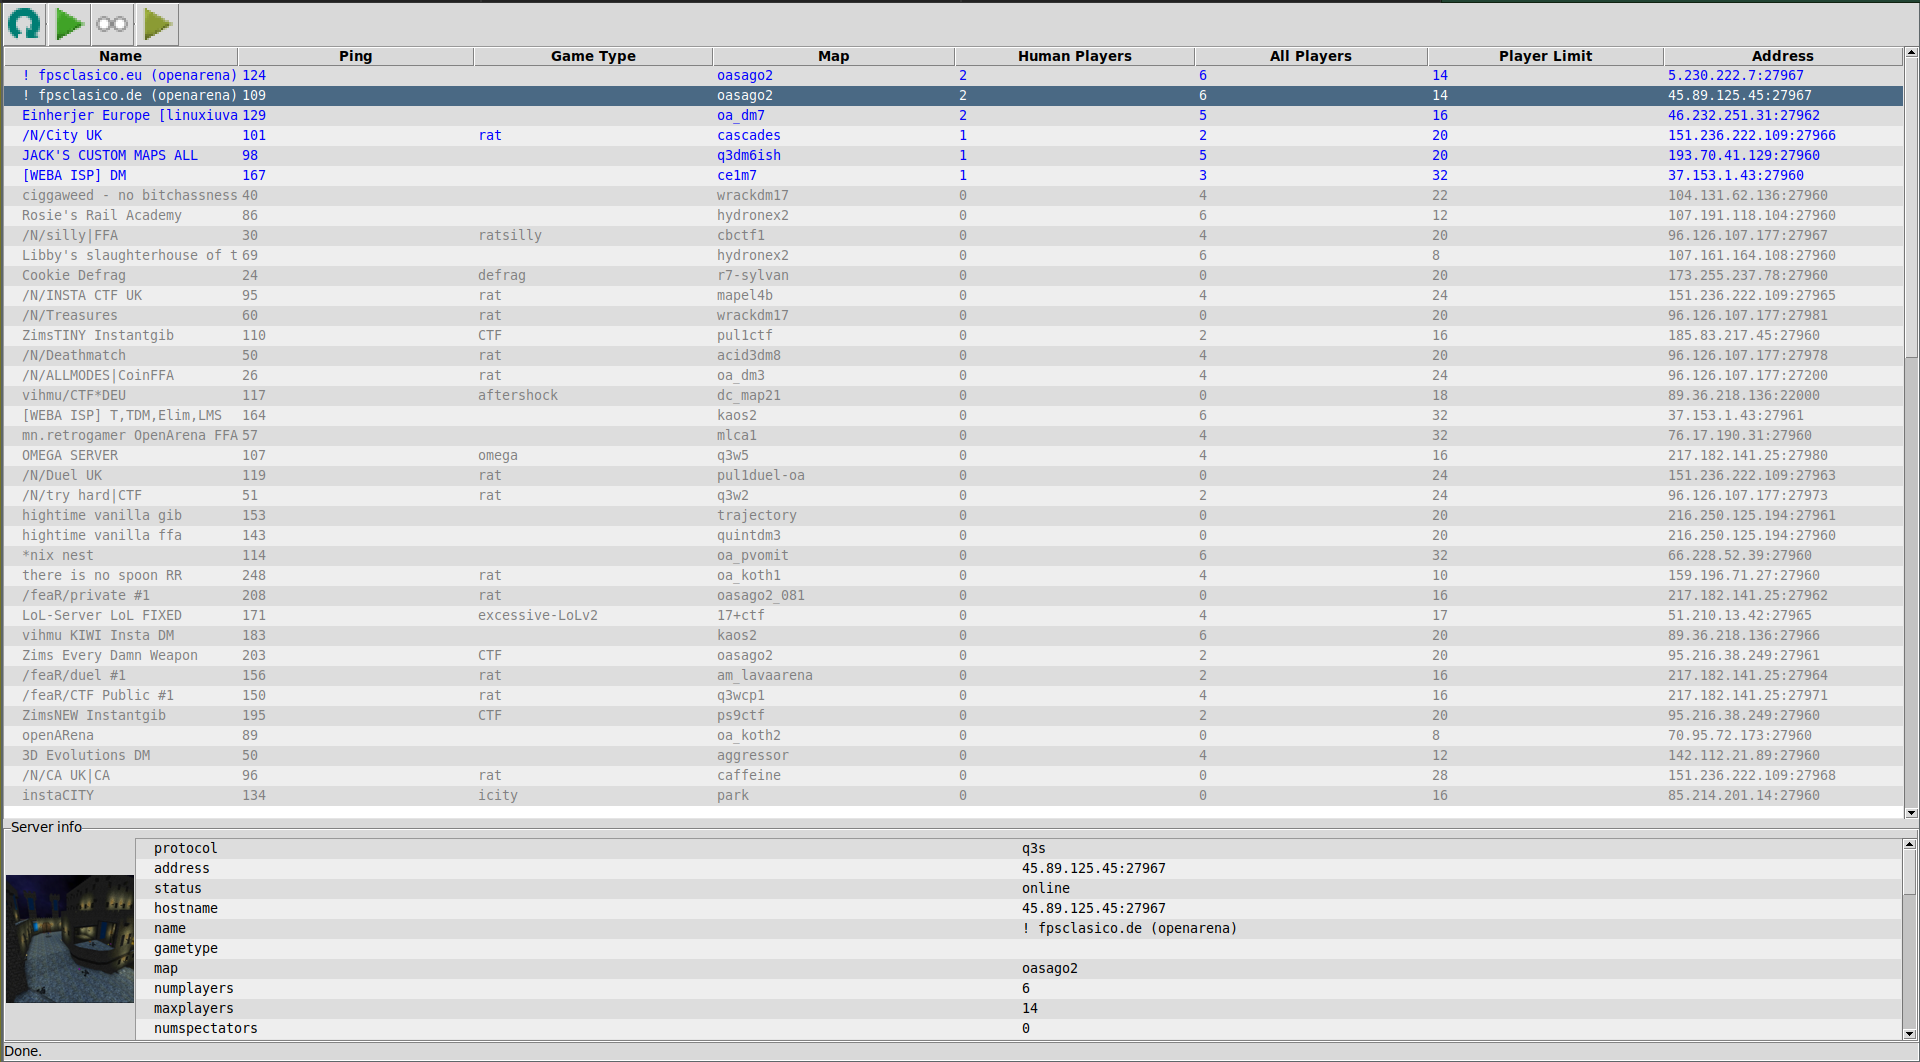 Name Ping Game Type Map Human Players All Players Player Limit Address
! fpsclasico.eu (openarena) 124 oasago2 2 6 14 5.230.222.7:27967
! fpsclasico.de (openarena) 109 oasago2 2 6 14 45.89.125.45:27967
Einherjer Europe [linuxiuva 129 oa_dm7 2 5 16 46.232.251.31:27962
/N/City UK 101 rat cascades 1 2 20 151.236.222.109:27966
JACK'S CUSTOM MAPS ALL 98 q3dm6ish 1 5 20 193.70.41.129:27960
[WEBA ISP] DM 167 ce1m7 1 3 32 37.153.1.43:27960
ciggaweed - no bitchassness 40 wrackdm17 0 4 22 104.131.62.136:27960
Rosie's Rail Academy 86 hydronex2 0 6 12 107.191.118.104:27960
/N/silly|FFA 30 ratsilly cbctf1 0 4 20 96.126.107.177:27967
Libby's slaughterhouse of t 69 hydronex2 0 6 8 107.161.164.108:27960
Cookie Defrag 24 defrag r7-sylvan 0 0 20 173.255.237.78:27960
/N/INSTA CTF UK 95 rat mapel4b 0 4 24 151.236.222.109:27965
/N/Treasures 60 rat wrackdm17 0 0 20 96.126.107.177:27981
ZimsTINY Instantgib 110 CTF pul1ctf 0 2 16 185.83.217.45:27960
/N/Deathmatch 50 rat acid3dm8 0 4 20 96.126.107.177:27978
/N/ALLMODES|CoinFFA 26 rat oa_dm3 0 4 24 96.126.107.177:27200
vihmu/CTF*DEU 117 aftershock dc_map21 0 0 18 89.36.218.136:22000
[WEBA ISP] T,TDM,Elim,LMS 164 kaos2 0 6 32 37.153.1.43:27961
mn.retrogamer OpenArena FFA 57 mlca1 0 4 32 76.17.190.31:27960
OMEGA SERVER 107 omega q3w5 0 4 16 217.182.141.25:27980
/N/Duel UK 119 rat pul1duel-oa 0 0 24 151.236.222.109:27963
/N/try hard|CTF 51 rat q3w2 0 2 24 96.126.107.177:27973
hightime vanilla gib 153 trajectory 0 0 20 216.250.125.194:27961
hightime vanilla ffa 143 quintdm3 0 0 20 216.250.125.194:27960
*nix nest 114 oa_pvomit 0 6 32 66.228.52.39:27960
there is no spoon RR 248 rat oa_koth1 0 4 10 159.196.71.27:27960
/feaR/private #1 208 rat oasago2_081 0 0 16 217.182.141.25:27962
LoL-Server LoL FIXED 171 excessive-LoLv2 17+ctf 0 4 17 51.210.13.42:27965
vihmu KIWI Insta DM 183 kaos2 0 6 20 89.36.218.136:27966
Zims Every Damn Weapon 203 CTF oasago2 0 2 20 95.216.38.249:27961
/feaR/duel #1 156 rat am_lavaarena 0 2 16 217.182.141.25:27964
/feaR/CTF Public #1 150 rat q3wcp1 0 4 16 217.182.141.25:27971
ZimsNEW Instantgib 195 CTF ps9ctf 0 2 20 95.216.38.249:27960
openARena 89 oa_koth2 0 0 8 70.95.72.173:27960
3D Evolutions DM 50 aggressor 0 4 12 142.112.21.89:27960
/N/CA UK|CA 96 rat caffeine 0 0 28 151.236.222.109:27968
instaCITY 134 icity park 0 0 16 85.214.201.14:27960
Server info
protocol q3s
address 45.89.125.45:27967
status online
hostname 45.89.125.45:27967
name ! fpsclasico.de (openarena)
gametype
map oasago2
numplayers 6
maxplayers 14
numspectators 0
Done.